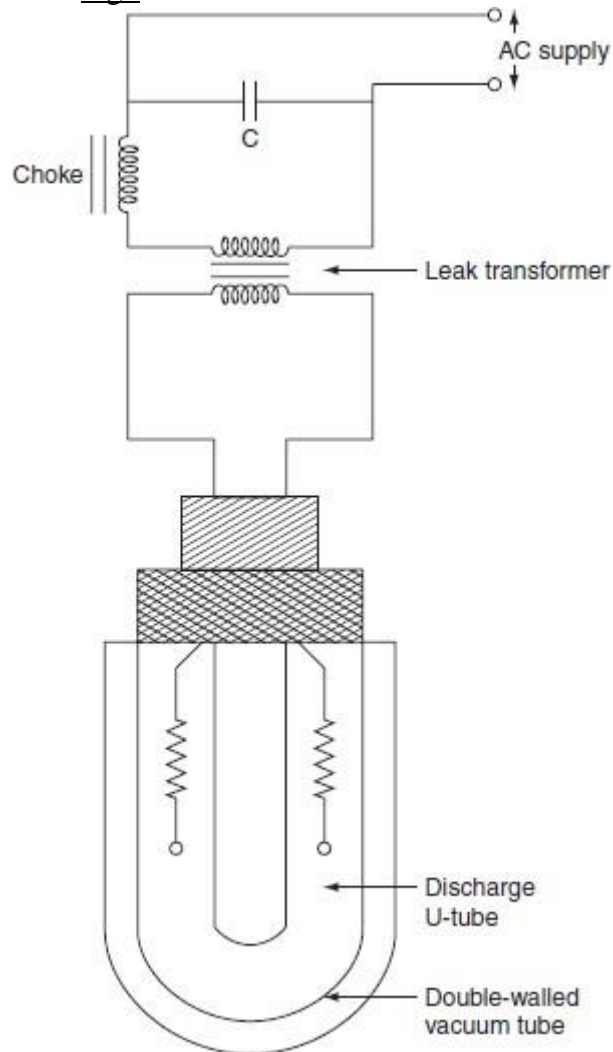 AC supply
C
Choke
Leak transformer
Discharge
U-tube
Double-walled
vacuum tube